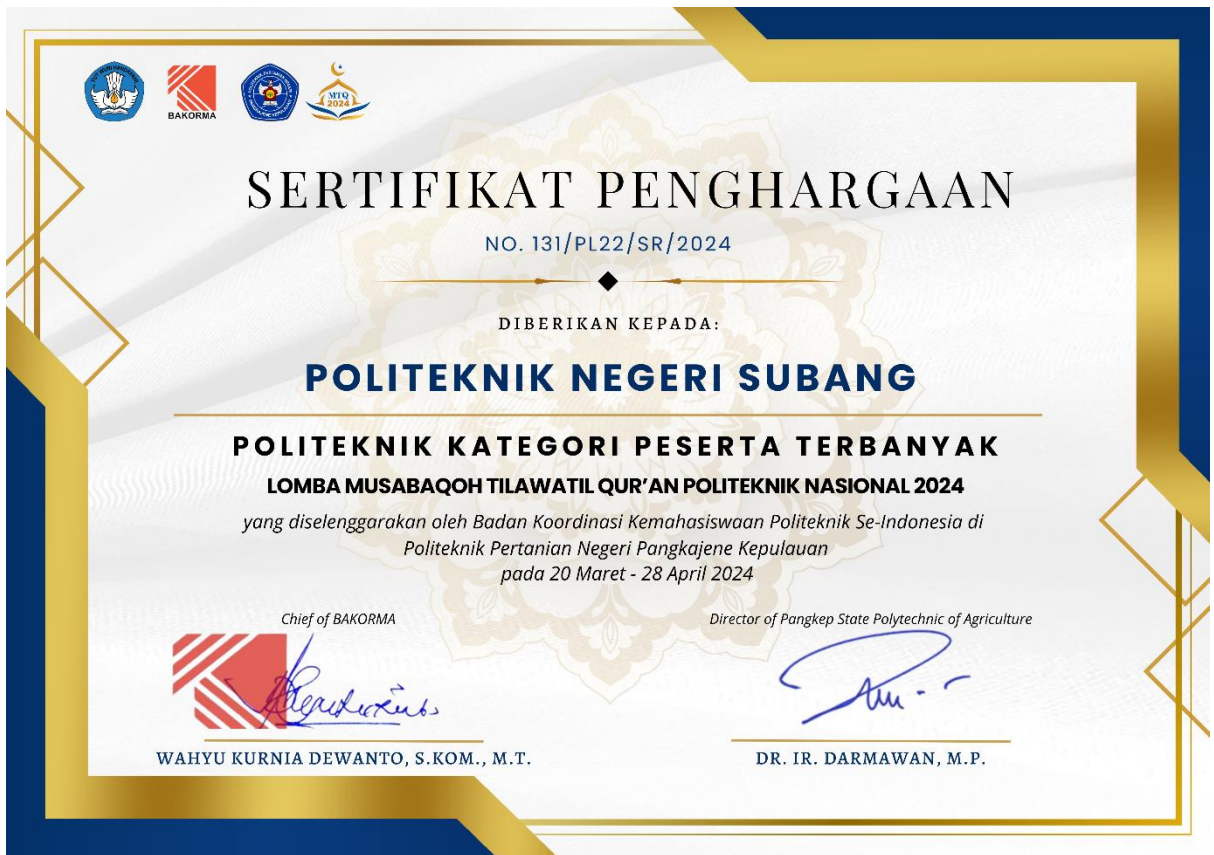 BAKORMA
MTQ
2024
SERTIFIKAT PENGHARGAAN
NO. 131/PL22/SR/2024
DIBERIKAN KEPADA:
POLITEKNIK NEGERI SUBANG
POLITEKNIK KATEGORI PESERTA TERBANYAK
LOMBA MUSABAQOH TILAWATIL QUR'AN POLITEKNIK NASIONAL 2024
yang diselenggarakan oleh Badan Koordinasi Kemahasiswaan Politeknik Se-Indonesia di
Politeknik Pertanian Negeri Pangkajene Kepulauan
pada 20 Maret - 28 April 2024
Chief of BAKORMA
Director of Pangkep State Polytechnic of Agriculture
WAHYU KURNIA DEWANTO, S.KOM., M.T.
DR. IR. DARMAWAN, M.P.